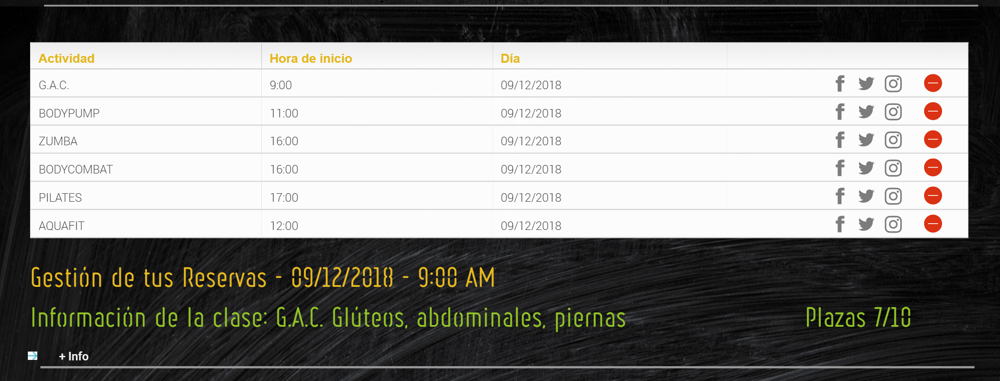 Actividad Hora de inicio Día
G.A.C. 9:00 09/12/2018
BODYPUMP 11:00 09/12/2018
ZUMBA 16:00 09/12/2018
BODYCOMBAT 16:00 09/12/2018
PILATES 17:00 09/12/2018
AQUAFIT 12:00 09/12/2018
Gestión de tus Reservas - 09/12/2018 - 9:00 AM
Información de la clase: G.A.C. Glúteos, abdominales, piernas Plazas 7/10
+ Info